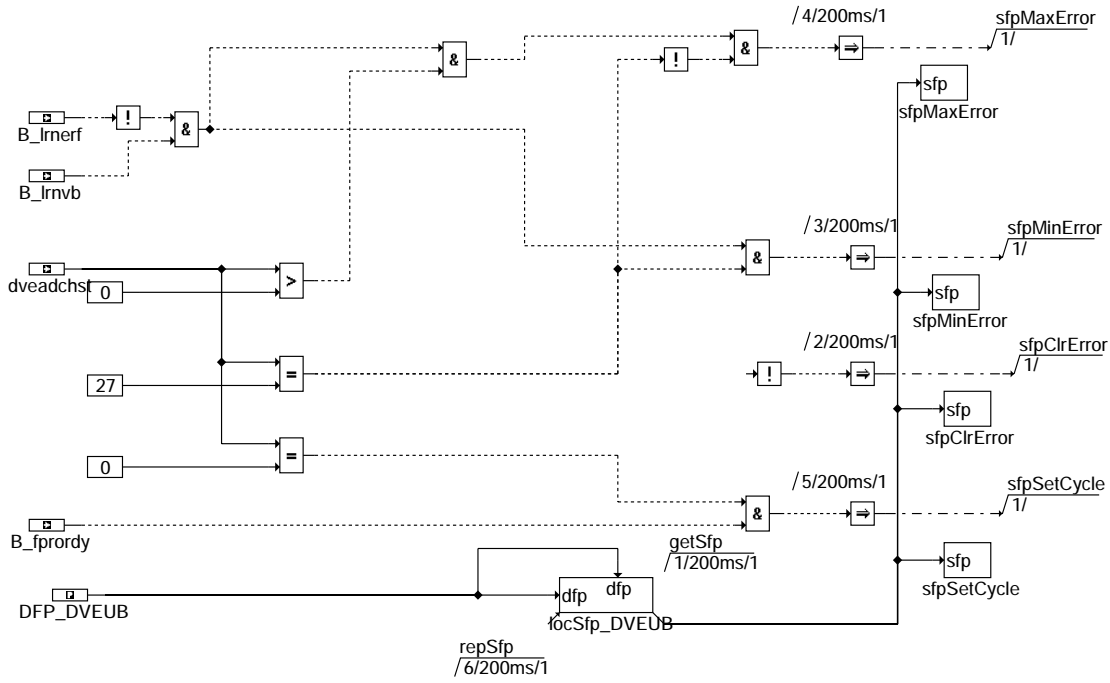 /4/200ms/1
sfpMaxError
1/
&
&
!
⇒
sfp
sfpMaxError
!
B_lrnerf
&
B_lrnvb
/3/200ms/1
sfpMinError
1/
&
⇒
dveadchst
0
>
sfp
sfpMinError
/2/200ms/1
sfpClrError
1/
!
⇒
27
=
sfp
sfpClrError
0
=
/5/200ms/1
sfpSetCycle
1/
&
⇒
B_fprordy
getSfp
/1/200ms/1
sfp
sfpSetCycle
DFP_DVEUB
dfp
dfp
locSfp_DVEUB
repSfp
/6/200ms/1